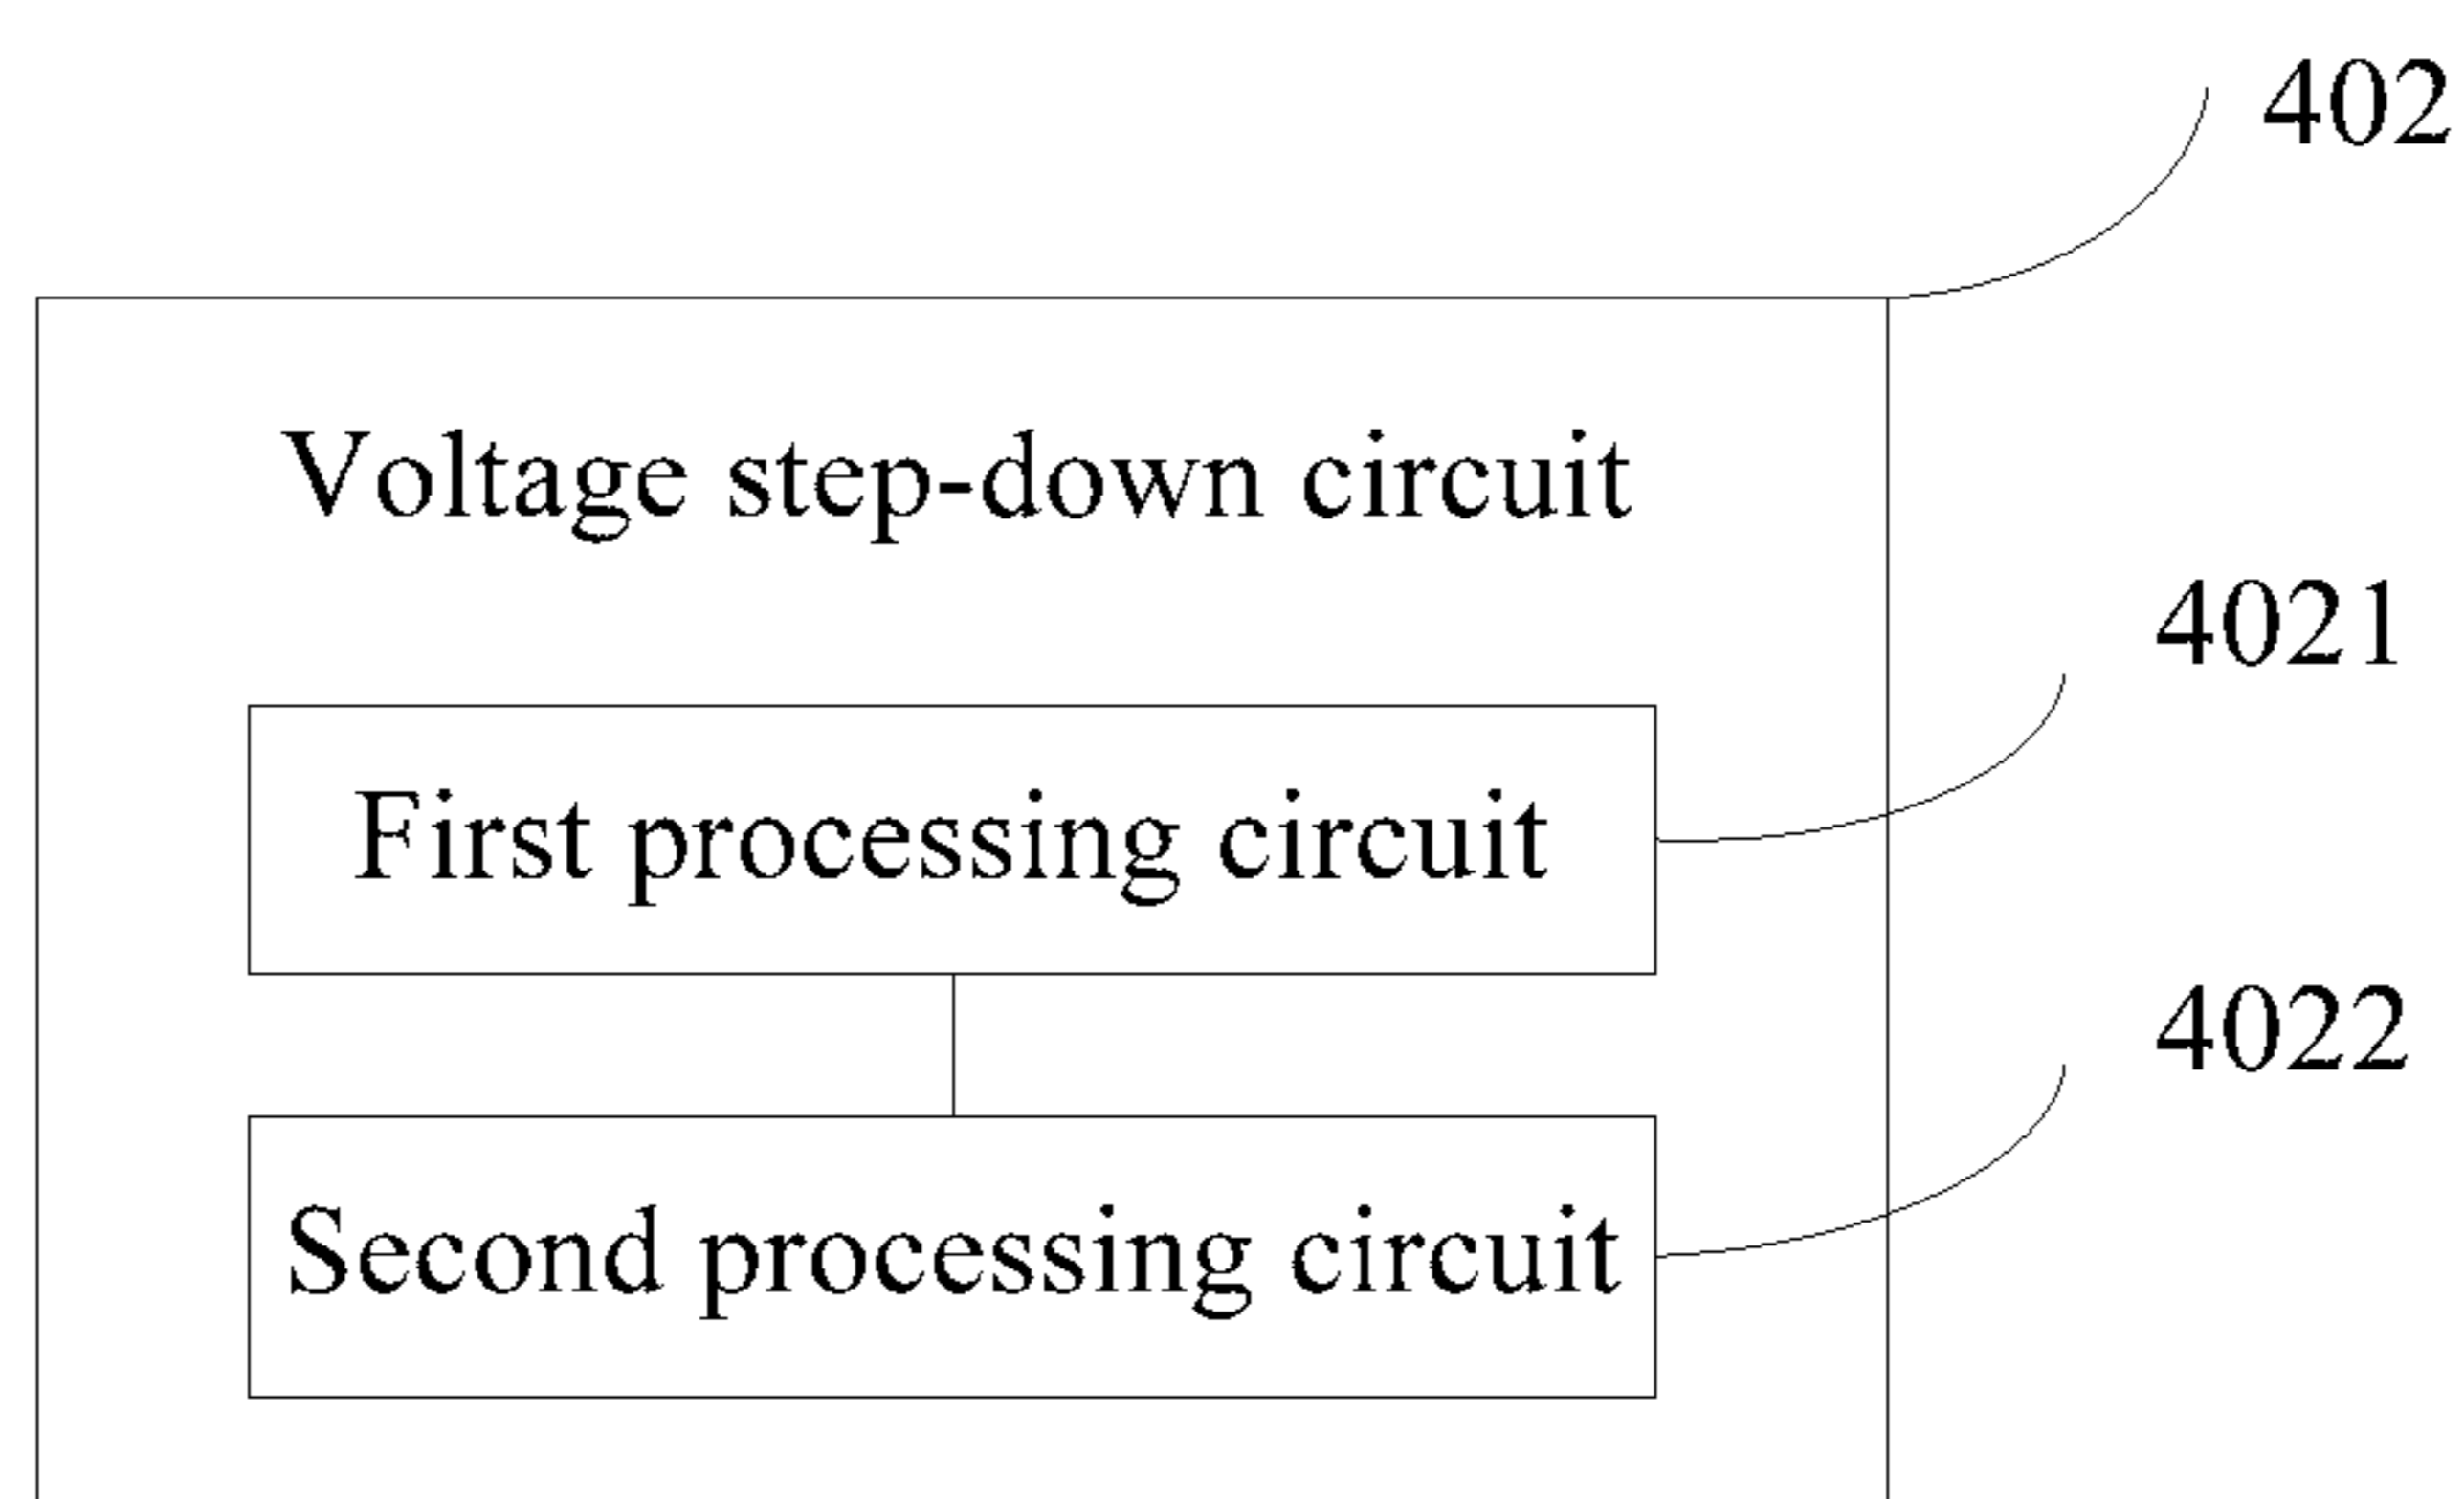 402
Voltage step-down circuit
4021
First processing circuit
4022
Second processing circuit